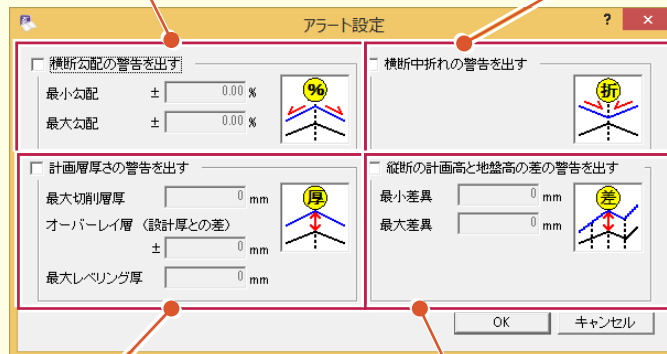 アラート設定
? ×
横断勾配の警告を出す
最小勾配 ± 0.00 %
最大勾配 ± 0.00 %
%
横断中折れの警告を出す
折
計画層厚さの警告を出す
最大切削層厚 0 mm
オーバーレイ層 (設計厚との差)
± 0 mm
最大レベリング厚 0 mm
厚
縦断の計画高と地盤高の差の警告を出す
最小差異 0 mm
最大差異 0 mm
差
OK キャンセル